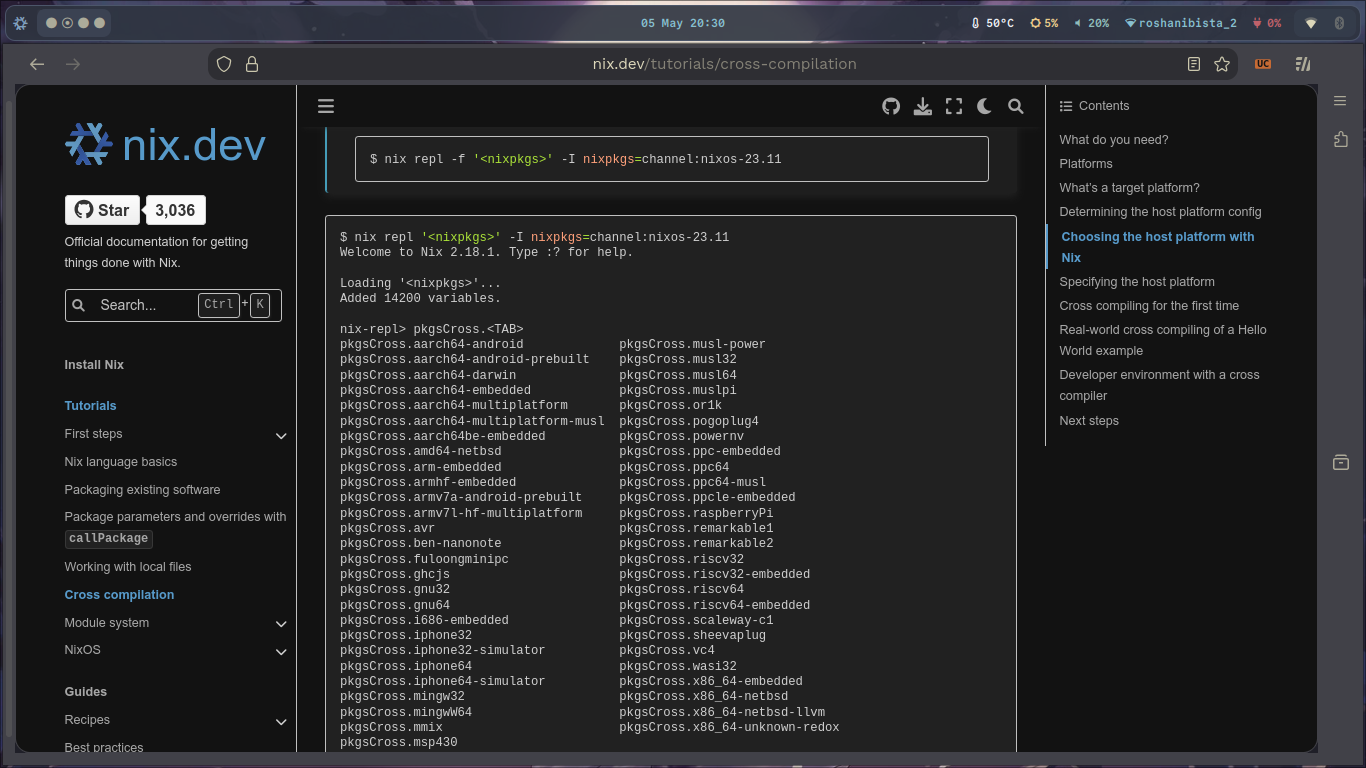 05 May 20:30
50°C
5%
20%
roshanibista_2
0%
nix.dev/tutorials/cross-compilation
UC
nix.dev
Star
3,036
Official documentation for getting
things done with Nix.
Search...
Ctrl + K
Install Nix
Tutorials
First steps
Nix language basics
Packaging existing software
Package parameters and overrides with
callPackage
Working with local files
Cross compilation
Module system
NixOS
Guides
Recipes
Best practices
$ nix repl -f '<nixpkgs>' -I nixpkgs=channel:nixos-23.11
$ nix repl '<nixpkgs>' -I nixpkgs=channel:nixos-23.11
Welcome to Nix 2.18.1. Type :? for help.
Loading '<nixpkgs>'...
Added 14200 variables.
nix-repl> pkgsCross.<TAB>
pkgsCross.aarch64-android pkgsCross.musl-power
pkgsCross.aarch64-android-prebuilt pkgsCross.musl32
pkgsCross.aarch64-darwin pkgsCross.musl64
pkgsCross.aarch64-embedded pkgsCross.muslpi
pkgsCross.aarch64-multiplatform pkgsCross.or1k
pkgsCross.aarch64-multiplatform-musl pkgsCross.pogoplug4
pkgsCross.aarch64be-embedded pkgsCross.powernv
pkgsCross.amd64-netbsd pkgsCross.ppc-embedded
pkgsCross.arm-embedded pkgsCross.ppc64
pkgsCross.armhf-embedded pkgsCross.ppc64-musl
pkgsCross.armv7a-android-prebuilt pkgsCross.ppcle-embedded
pkgsCross.armv7l-hf-multiplatform pkgsCross.raspberryPi
pkgsCross.avr pkgsCross.remarkable1
pkgsCross.ben-nanonote pkgsCross.remarkable2
pkgsCross.fuloongminipc pkgsCross.riscv32
pkgsCross.ghcjs pkgsCross.riscv32-embedded
pkgsCross.gnu32 pkgsCross.riscv64
pkgsCross.gnu64 pkgsCross.riscv64-embedded
pkgsCross.i686-embedded pkgsCross.scaleway-c1
pkgsCross.iphone32 pkgsCross.sheevaplug
pkgsCross.iphone32-simulator pkgsCross.vc4
pkgsCross.iphone64 pkgsCross.wasi32
pkgsCross.iphone64-simulator pkgsCross.x86_64-embedded
pkgsCross.mingw32 pkgsCross.x86_64-netbsd
pkgsCross.mingwW64 pkgsCross.x86_64-netbsd-llvm
pkgsCross.mmix pkgsCross.x86_64-unknown-redox
pkgsCross.msp430
Contents
What do you need?
Platforms
What's a target platform?
Determining the host platform config
Choosing the host platform with
Nix
Specifying the host platform
Cross compiling for the first time
Real-world cross compiling of a Hello
World example
Developer environment with a cross
compiler
Next steps